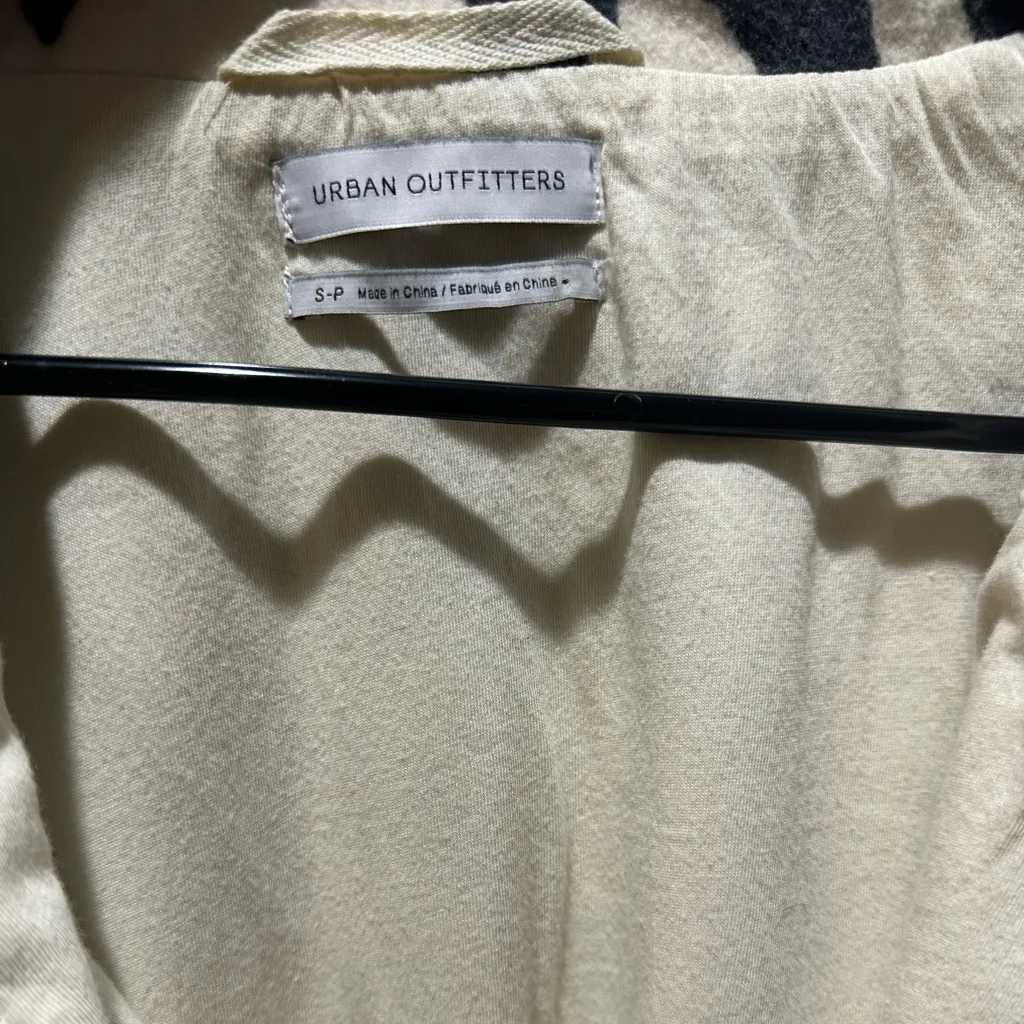 URBAN OUTFITTERS
S-P Made in China / Fabriqué en Chine